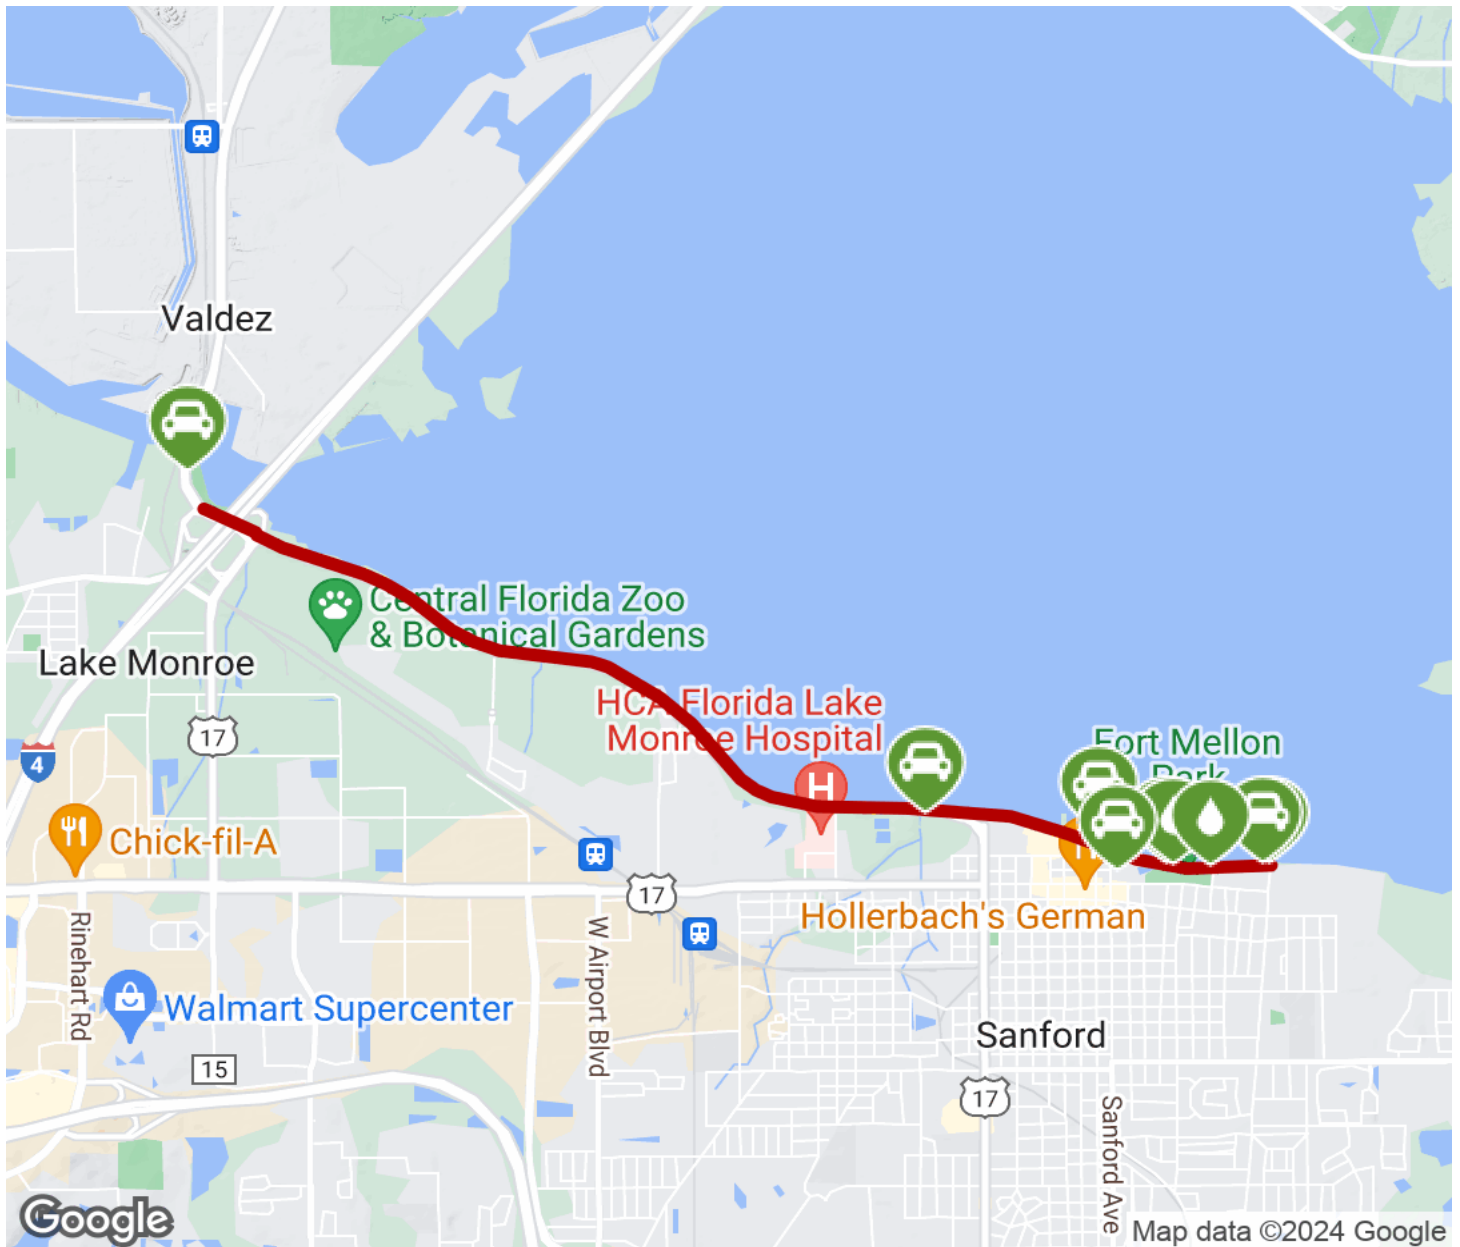 Valdez
Central Florida Zoo
& Botanical Gardens
Lake Monroe
HCA Florida Lake
Monroe Hospital
H
17
4
Fort Mellon
Park
Chick-fil-A
17
Hollerbach's German
Rinehart Rd
W Airport Blvd
Walmart Supercenter
Sanford
15
17
Sanford Ave
Google
Map data ©2024 Google